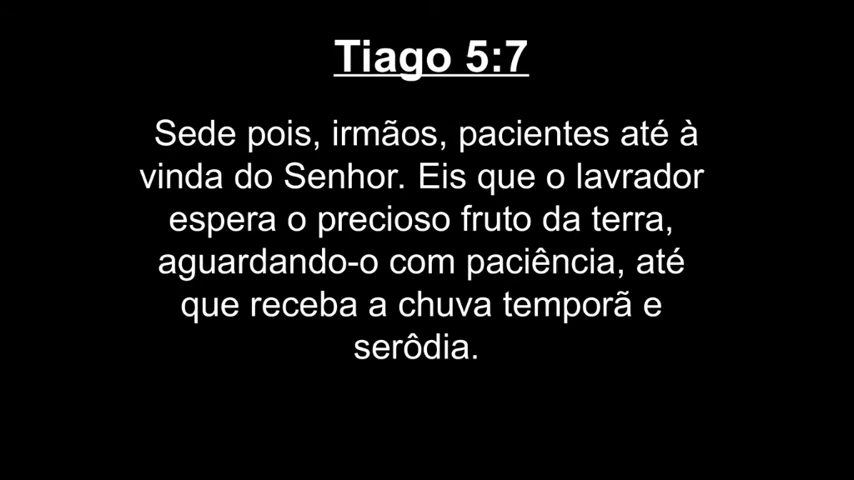 Tiago 5:7
Sede pois, irmãos, pacientes até à
vinda do Senhor. Eis que o lavrador
espera o precioso fruto da terra,
aguardando-o com paciência, até
que receba a chuva temporã e
serôdia.